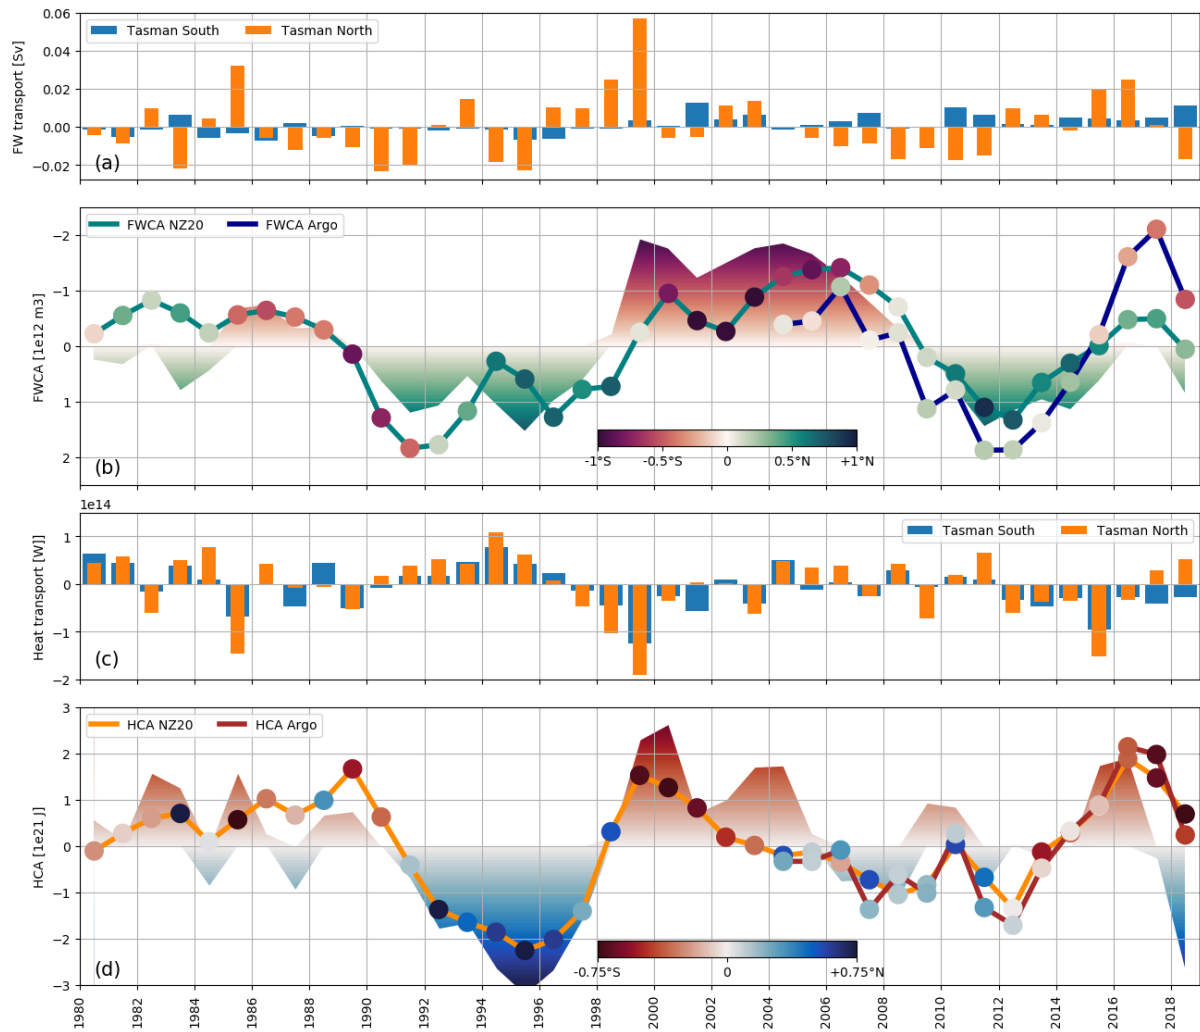 0.06
0.04
0.02
0.00
−0.02
FW transport [Sv]
Tasman South
Tasman North
(a)
−2
−1
0
1
2
FWCA [1e12 m3]
FWCA NZ20
FWCA Argo
-1°S
-0.5°S
0
0.5°N
+1°N
(b)
1e14
1
0
−1
−2
Heat transport [W]]
Tasman South
Tasman North
(c)
3
2
1
0
−1
−2
−3
HCA [1e21 J]
HCA NZ20
HCA Argo
-0.75°S
0
+0.75°N
(d)
1980
1982
1984
1986
1988
1990
1992
1994
1996
1998
2000
2002
2004
2006
2008
2010
2012
2014
2016
2018